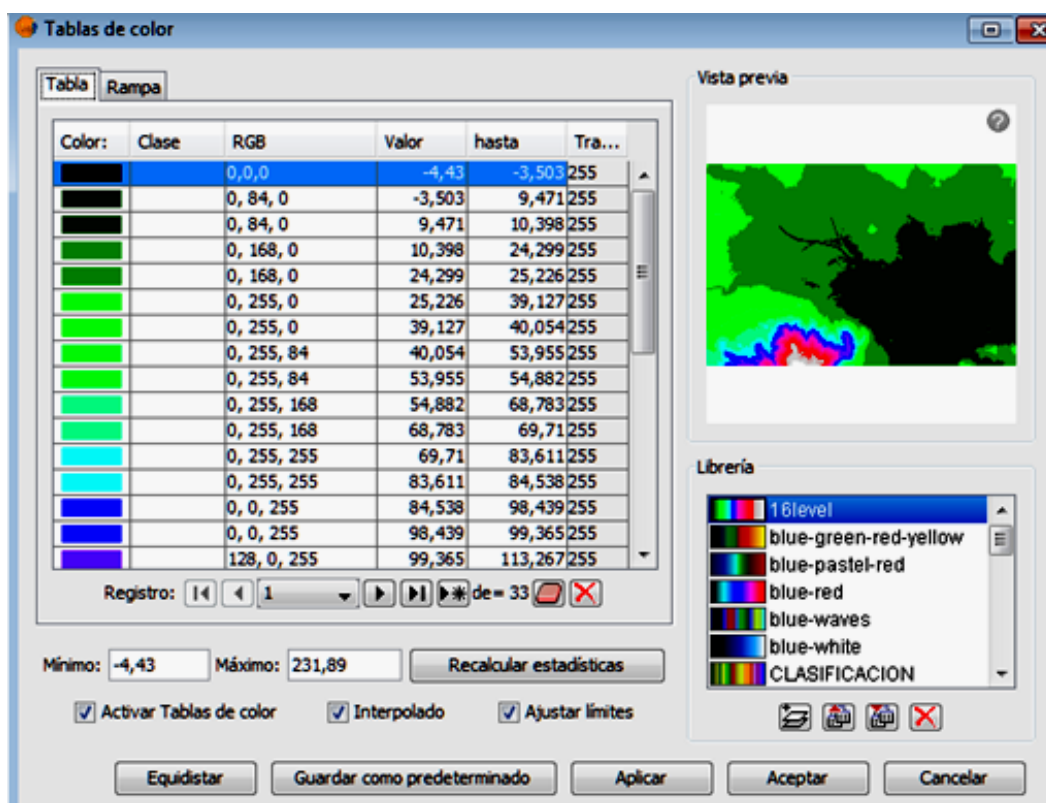 Tablas de color
Tabla Rampa
Color: Clase RGB Valor hasta Tra...
0,0,0 -4,43 -3,503 255
0, 84, 0 -3,503 9,471 255
0, 84, 0 9,471 10,398 255
0, 168, 0 10,398 24,299 255
0, 168, 0 24,299 25,226 255
0, 255, 0 25,226 39,127 255
0, 255, 0 39,127 40,054 255
0, 255, 84 40,054 53,955 255
0, 255, 84 53,955 54,882 255
0, 255, 168 54,882 68,783 255
0, 255, 168 68,783 69,71 255
0, 255, 255 69,71 83,611 255
0, 255, 255 83,611 84,538 255
0, 0, 255 84,538 98,439 255
0, 0, 255 98,439 99,365 255
128, 0, 255 99,365 113,267 255
Registro: 1 de= 33
Mínimo: -4,43 Máximo: 231,89 Recalcular estadísticas
Activar Tablas de color Interpolado Ajustar límites
Vista previa
?
Librería
16level
blue-green-red-yellow
blue-pastel-red
blue-red
blue-waves
blue-white
CLASIFICACION
Equidistar Guardar como predeterminado Aplicar Aceptar Cancelar